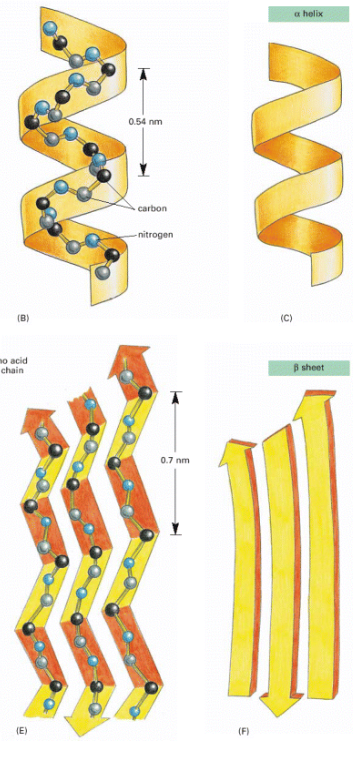 α helix
0.54 nm
carbon
nitrogen
(B)
(C)
no acid
chain
β sheet
0.7 nm
(E)
(F)